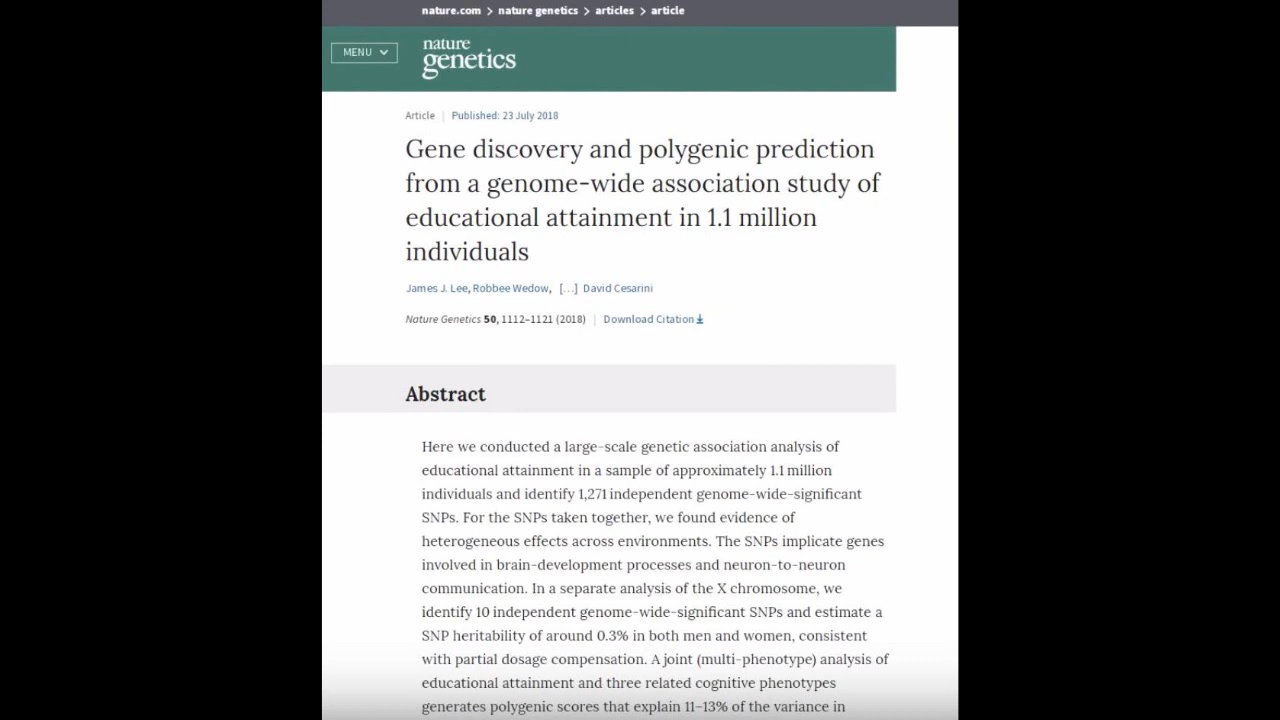 nature.com > nature genetics > articles > article
MENU
nature
genetics
Article | Published: 23 July 2018
Gene discovery and polygenic prediction
from a genome-wide association study of
educational attainment in 1.1 million
individuals
James J. Lee, Robbee Wedow, […] David Cesarini
Nature Genetics 50, 1112–1121 (2018) | Download Citation
Abstract
Here we conducted a large-scale genetic association analysis of
educational attainment in a sample of approximately 1.1 million
individuals and identify 1,271 independent genome-wide-significant
SNPs. For the SNPs taken together, we found evidence of
heterogeneous effects across environments. The SNPs implicate genes
involved in brain-development processes and neuron-to-neuron
communication. In a separate analysis of the X chromosome, we
identify 10 independent genome-wide-significant SNPs and estimate a
SNP heritability of around 0.3% in both men and women, consistent
with partial dosage compensation. A joint (multi-phenotype) analysis of
educational attainment and three related cognitive phenotypes
generates polygenic scores that explain 11–13% of the variance in